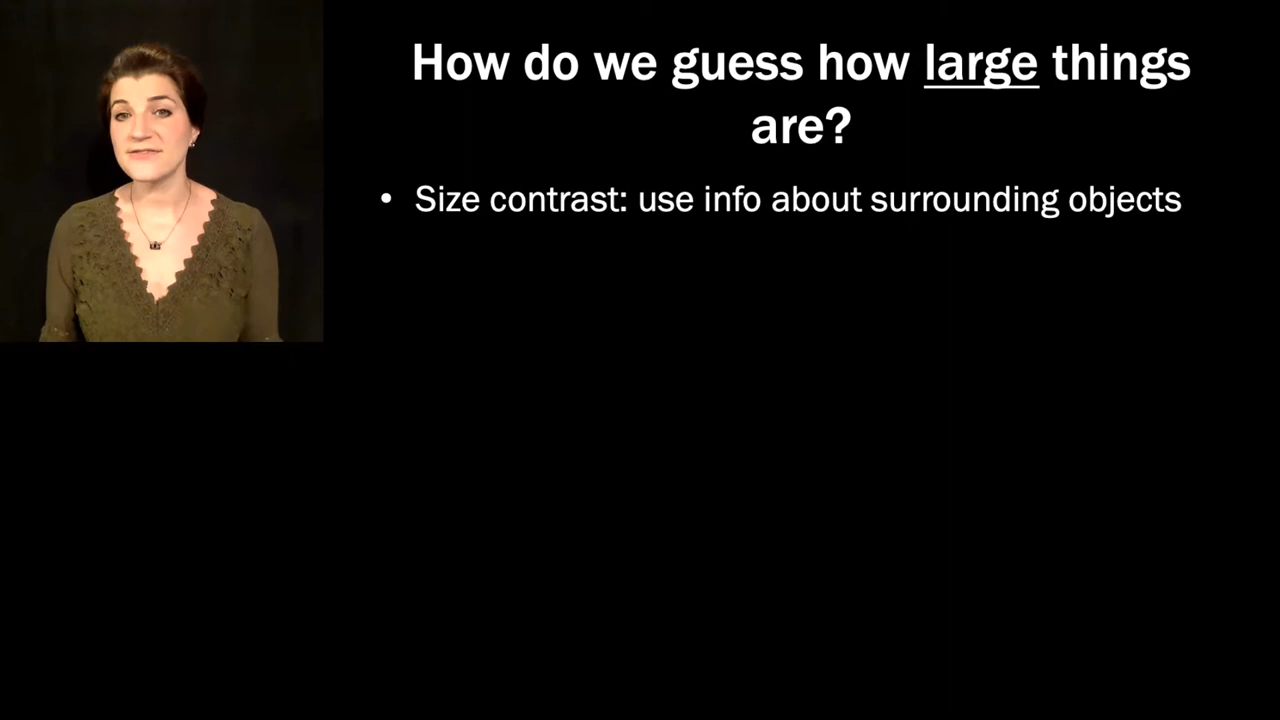 How do we guess how large things
are?
• Size contrast: use info about surrounding objects